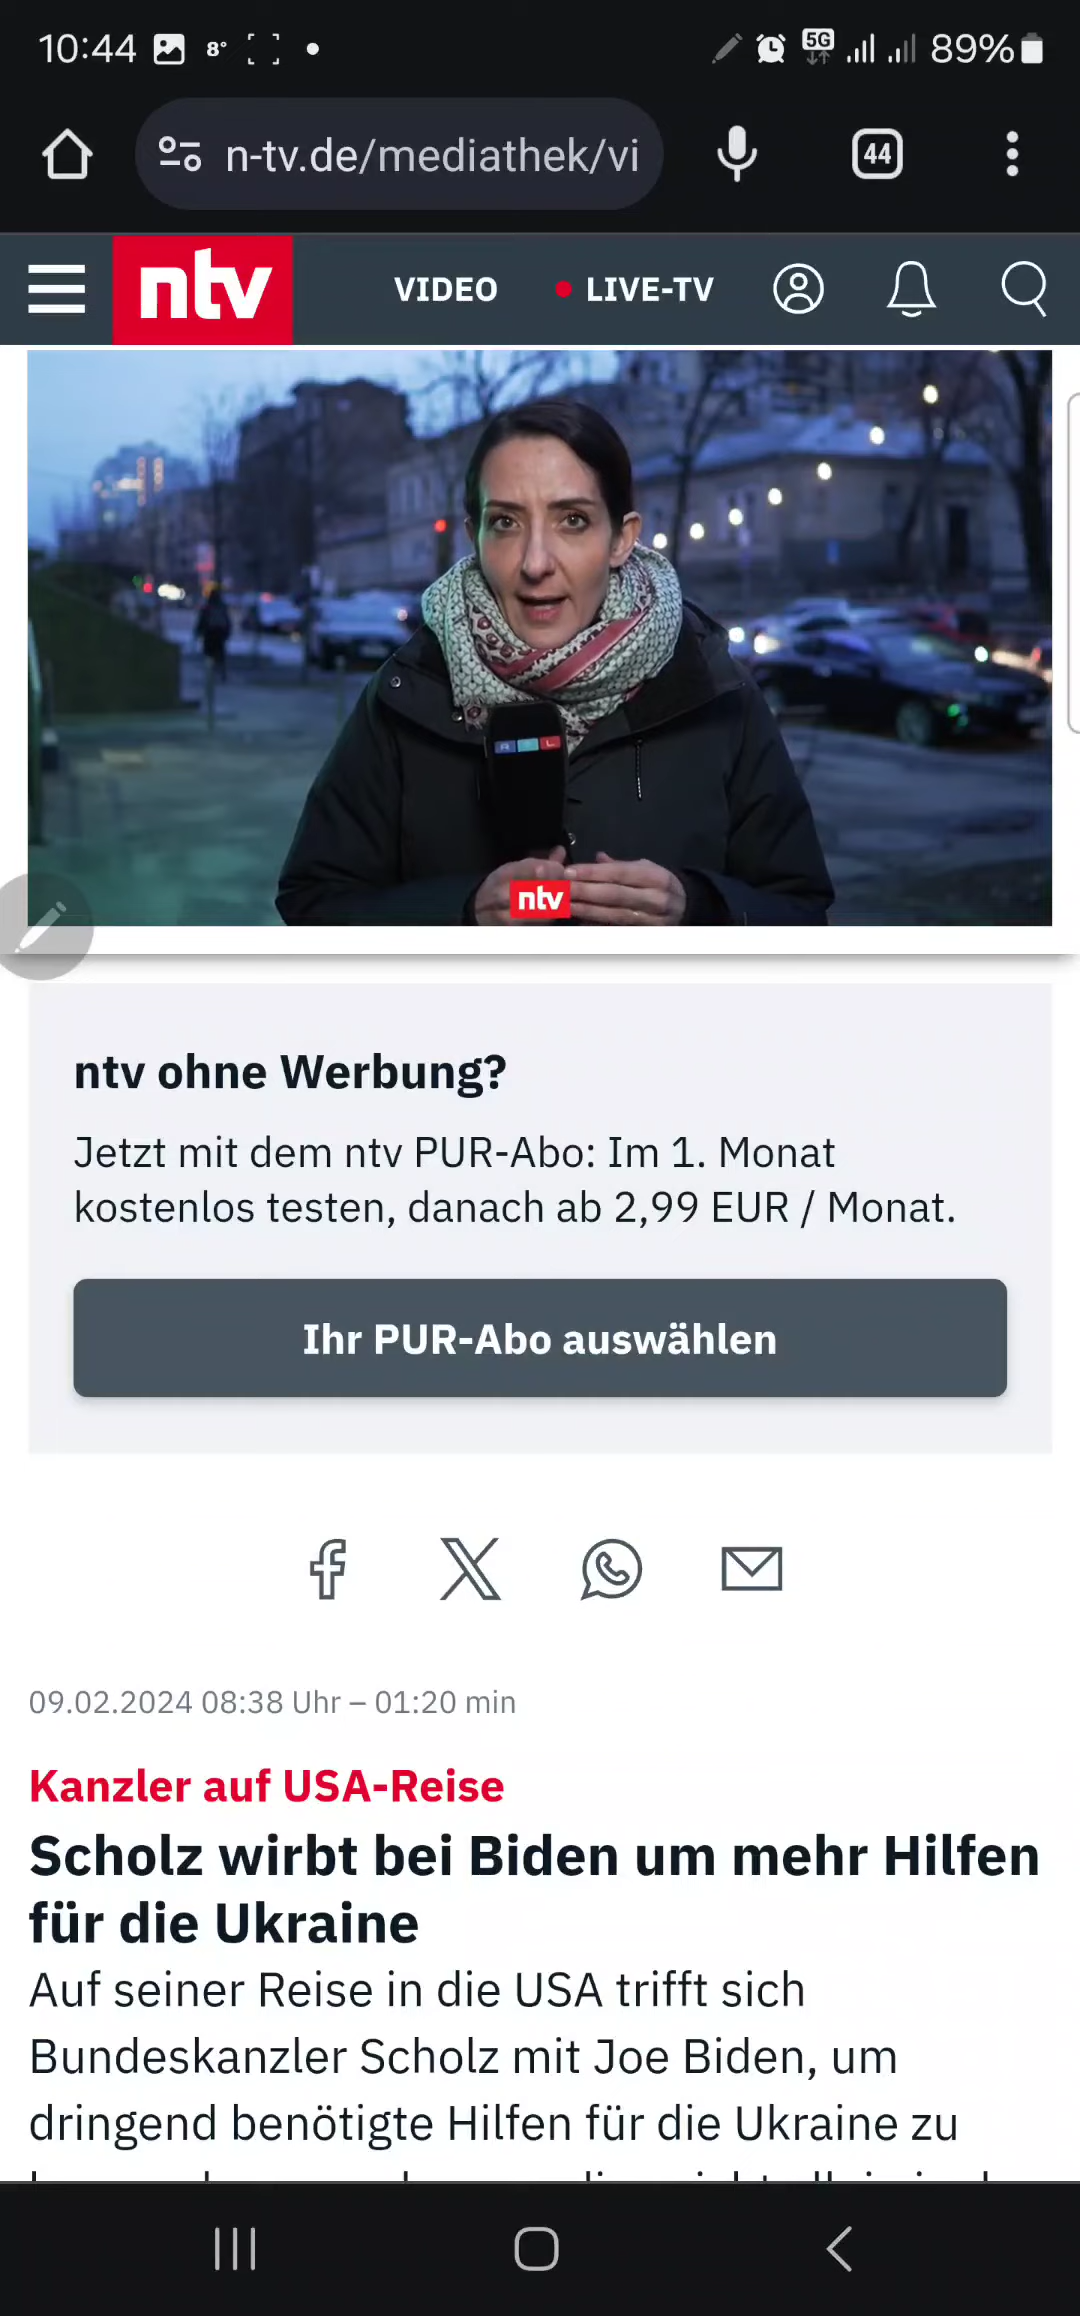 10:44 8° 5G 89%
n-tv.de/mediathek/vi 44
ntv VIDEO LIVE-TV
ntv
ntv ohne Werbung?
Jetzt mit dem ntv PUR-Abo: Im 1. Monat
kostenlos testen, danach ab 2,99 EUR / Monat.
Ihr PUR-Abo auswählen
09.02.2024 08:38 Uhr – 01:20 min
Kanzler auf USA-Reise
Scholz wirbt bei Biden um mehr Hilfen
für die Ukraine
Auf seiner Reise in die USA trifft sich
Bundeskanzler Scholz mit Joe Biden, um
dringend benötigte Hilfen für die Ukraine zu